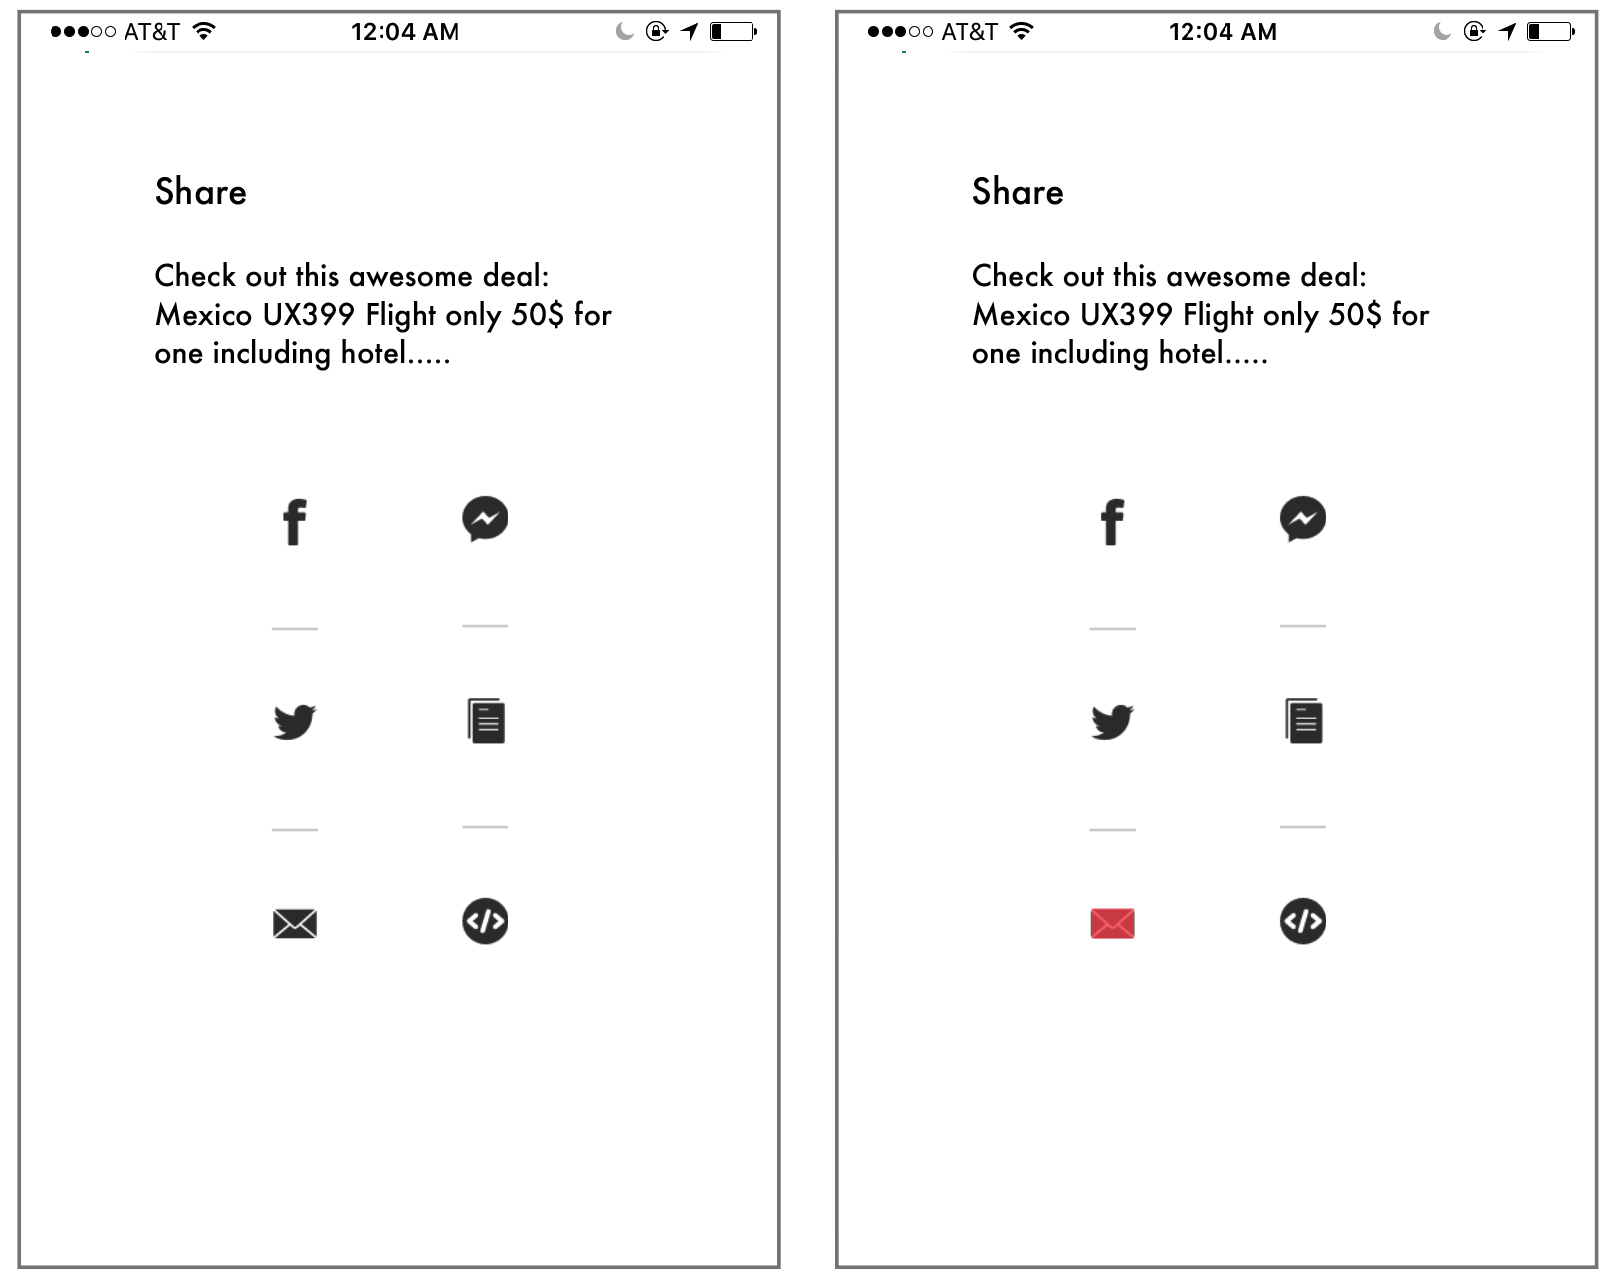 AT&T 12:04 AM
Share
Check out this awesome deal:
Mexico UX399 Flight only 50$ for
one including hotel.....
AT&T 12:04 AM
Share
Check out this awesome deal:
Mexico UX399 Flight only 50$ for
one including hotel.....